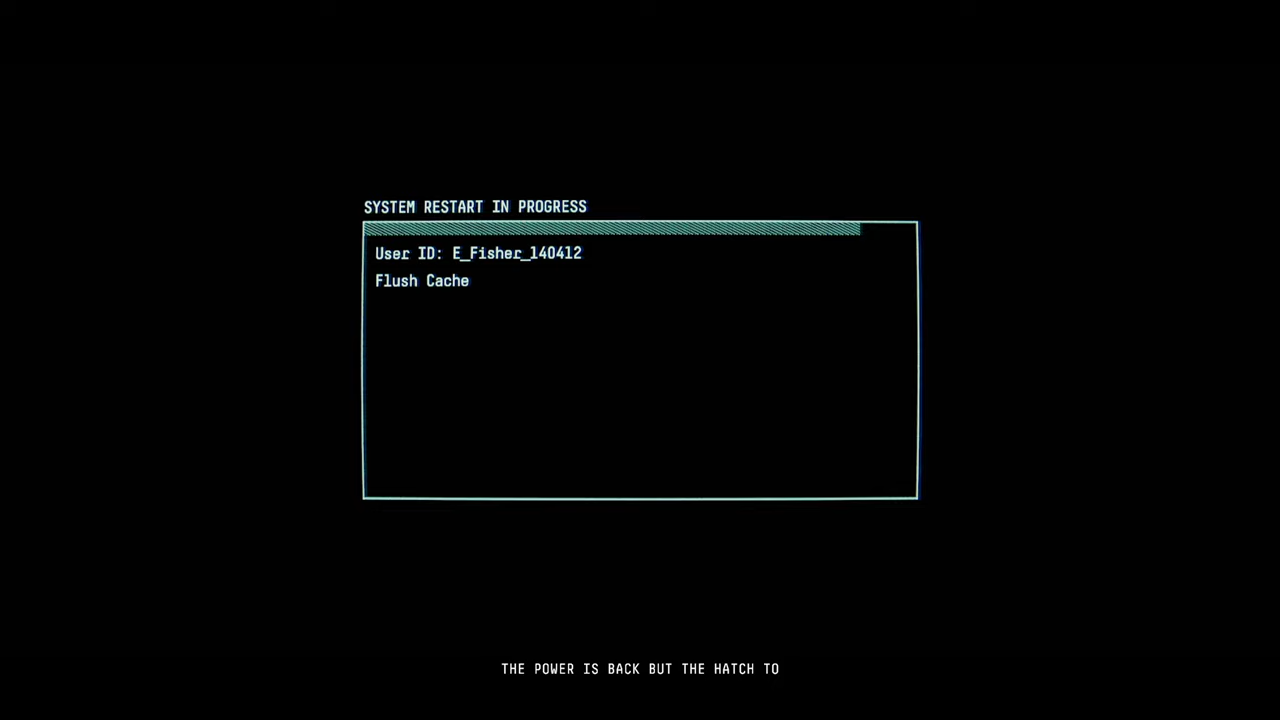 SYSTEM RESTART IN PROGRESS
User ID: E_Fisher_140412
Flush Cache
THE POWER IS BACK BUT THE HATCH TO